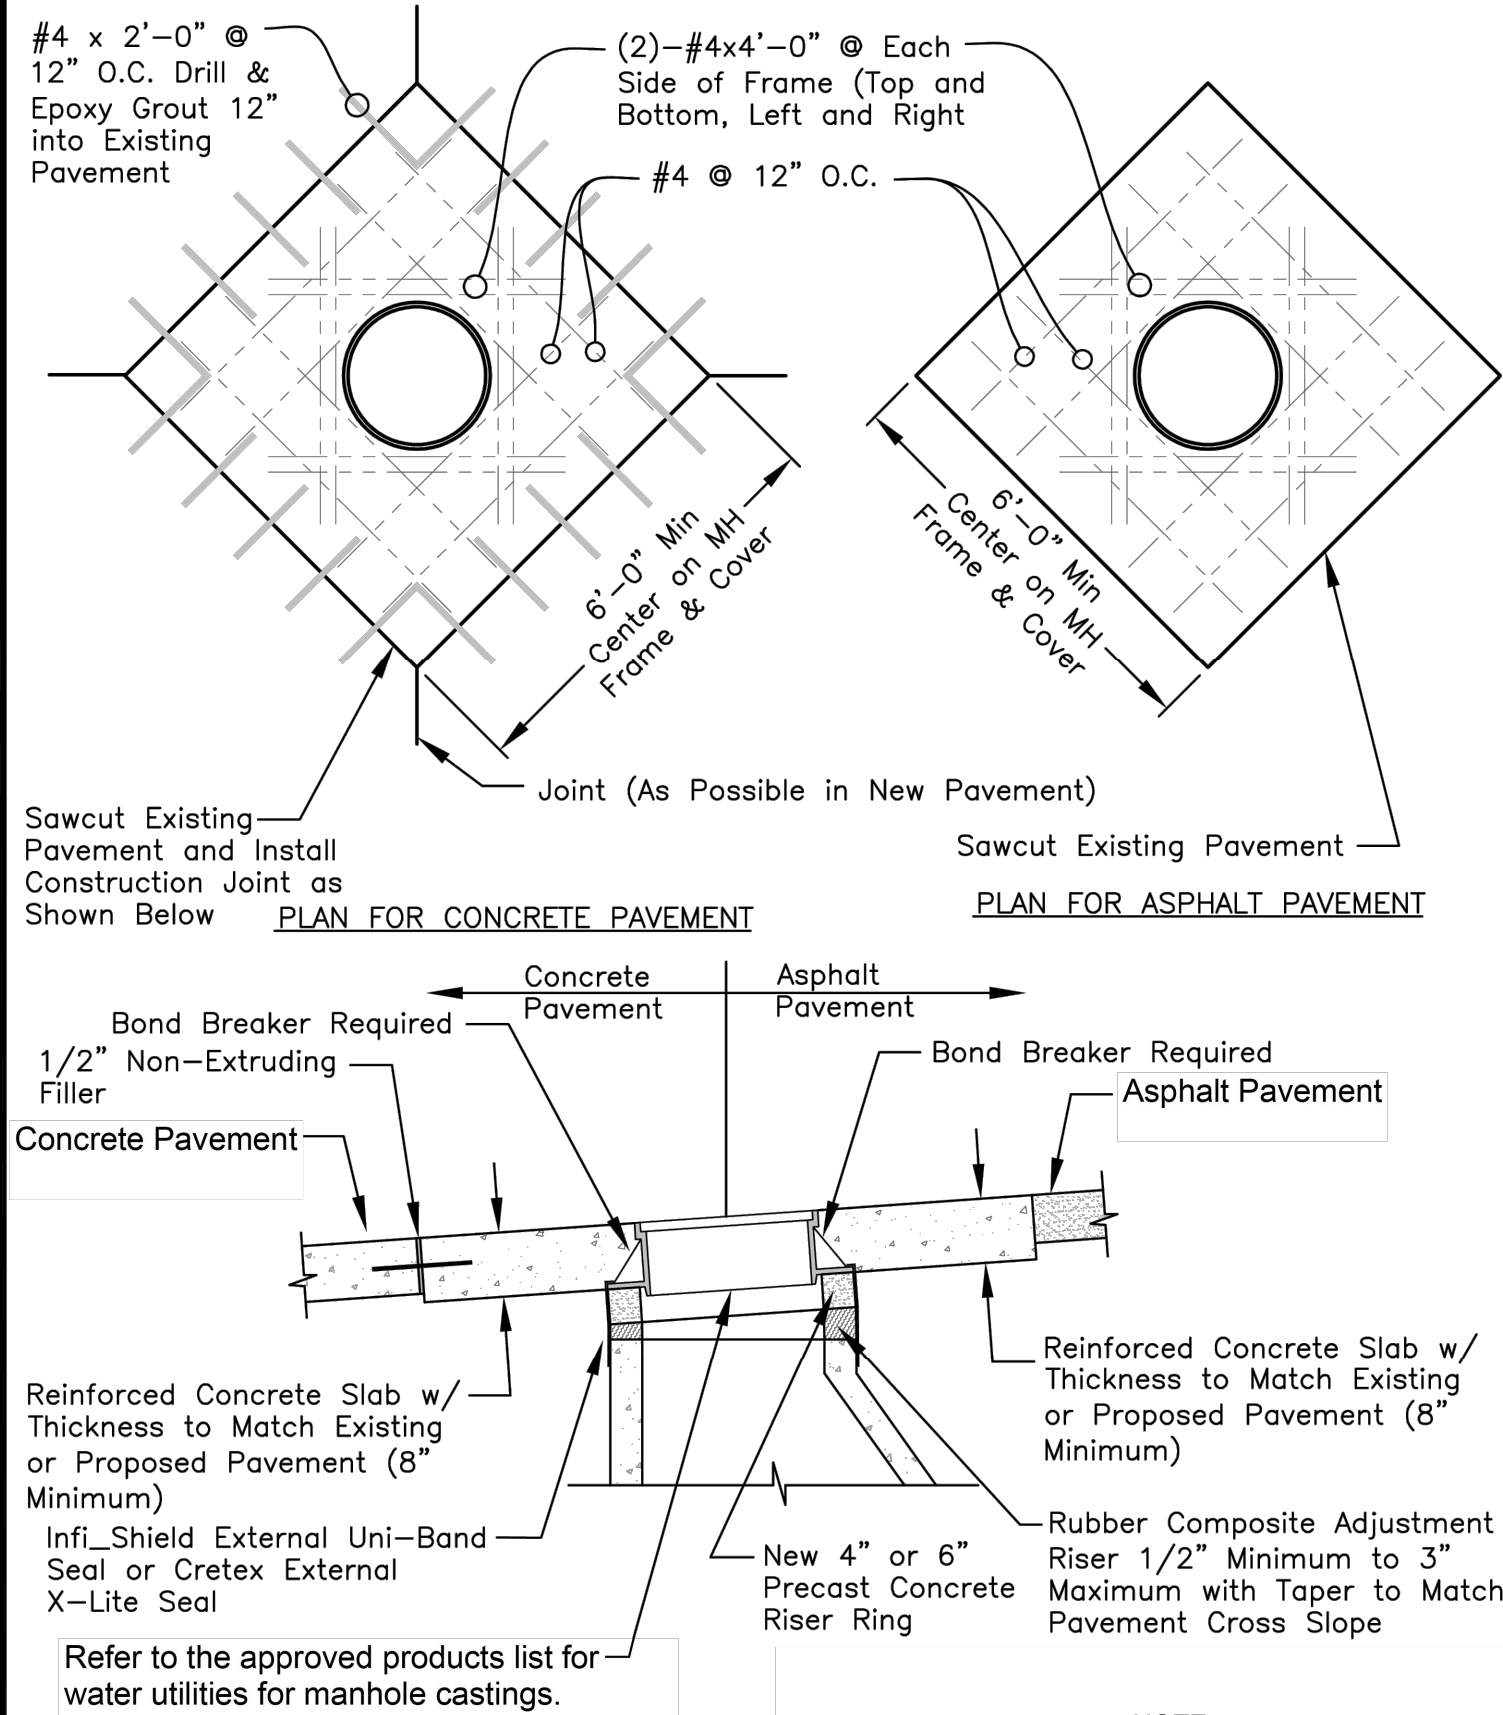 #4 x 2'-0" @
12" O.C. Drill &
Epoxy Grout 12"
into Existing
Pavement
(2)-#4x4'-0" @ Each
Side of Frame (Top and
Bottom, Left and Right
#4 @ 12" O.C.
6'-0" Min
Center on MH
Frame & Cover
6'-0" Min
Center on MH
Frame & Cover
Joint (As Possible in New Pavement)
Sawcut Existing
Pavement and Install
Construction Joint as
Shown Below
PLAN FOR CONCRETE PAVEMENT
Sawcut Existing Pavement
PLAN FOR ASPHALT PAVEMENT
Concrete
Pavement
Asphalt
Pavement
Bond Breaker Required
1/2" Non-Extruding
Filler
Concrete Pavement
Bond Breaker Required
Asphalt Pavement
Reinforced Concrete Slab w/
Thickness to Match Existing
or Proposed Pavement (8"
Minimum)
Infi_Shield External Uni-Band
Seal or Cretex External
X-Lite Seal
Refer to the approved products list for
water utilities for manhole castings.
New 4" or 6"
Precast Concrete
Riser Ring
Reinforced Concrete Slab w/
Thickness to Match Existing
or Proposed Pavement (8"
Minimum)
Rubber Composite Adjustment
Riser 1/2" Minimum to 3"
Maximum with Taper to Match
Pavement Cross Slope